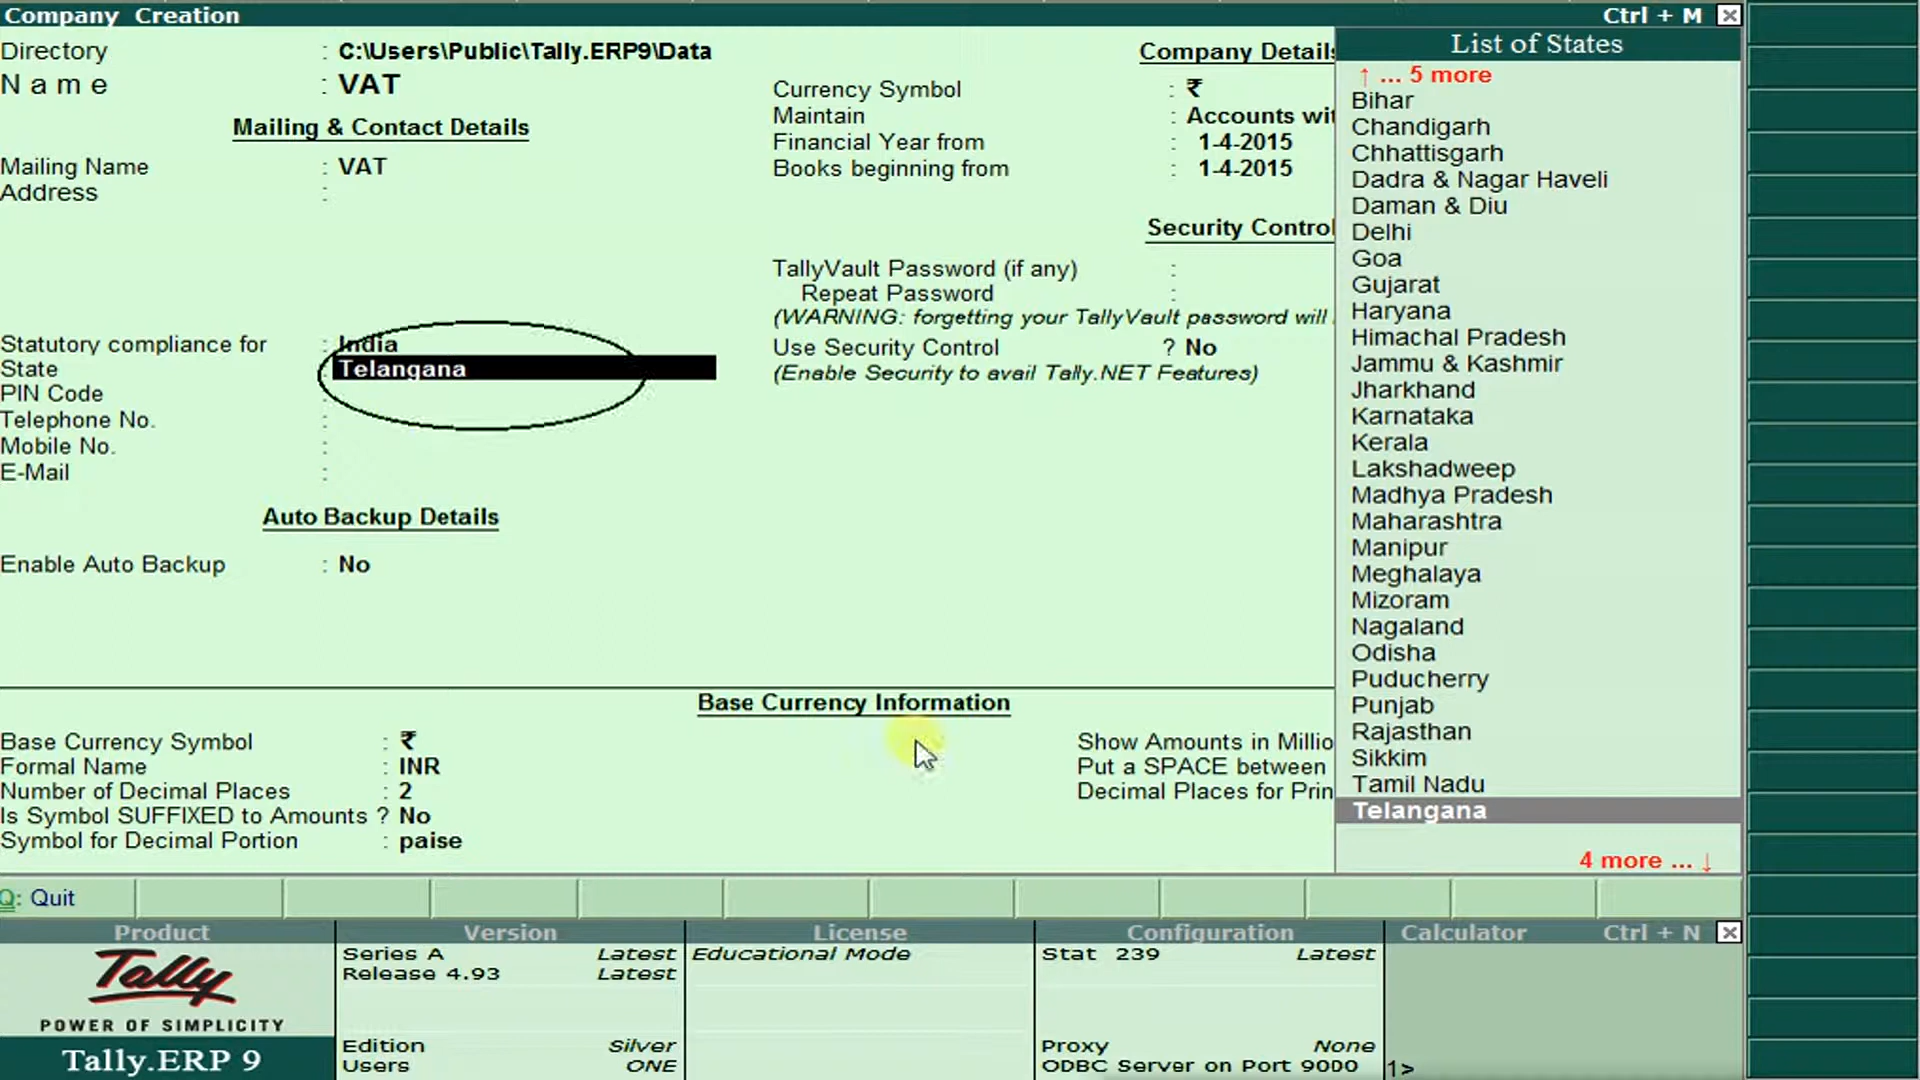 Company Creation
Ctrl + M
Directory : C:\Users\Public\Tally.ERP9\Data
Name : VAT
Mailing & Contact Details
Mailing Name : VAT
Address :
Statutory compliance for : India
State : Telangana
PIN Code :
Telephone No. :
Mobile No. :
E-Mail :
Auto Backup Details
Enable Auto Backup : No
Company Details
Currency Symbol : ₹
Maintain : Accounts wit
Financial Year from : 1-4-2015
Books beginning from : 1-4-2015
Security Control
TallyVault Password (if any) :
Repeat Password :
(WARNING: forgetting your TallyVault password will
Use Security Control ? No
(Enable Security to avail Tally.NET Features)
List of States
↑ ... 5 more
Bihar
Chandigarh
Chhattisgarh
Dadra & Nagar Haveli
Daman & Diu
Delhi
Goa
Gujarat
Haryana
Himachal Pradesh
Jammu & Kashmir
Jharkhand
Karnataka
Kerala
Lakshadweep
Madhya Pradesh
Maharashtra
Manipur
Meghalaya
Mizoram
Nagaland
Odisha
Puducherry
Punjab
Rajasthan
Sikkim
Tamil Nadu
Telangana
4 more ... ↓
Base Currency Information
Base Currency Symbol : ₹
Formal Name : INR
Number of Decimal Places : 2
Is Symbol SUFFIXED to Amounts ? No
Symbol for Decimal Portion : paise
Show Amounts in Millio
Put a SPACE between
Decimal Places for Prin
Q: Quit
Product
Tally
POWER OF SIMPLICITY
Tally.ERP 9
Version
Series A Latest
Release 4.93 Latest
Edition Silver
Users ONE
License
Educational Mode
Configuration
Stat 239 Latest
Proxy None
ODBC Server on Port 9000
Calculator Ctrl + N
1>